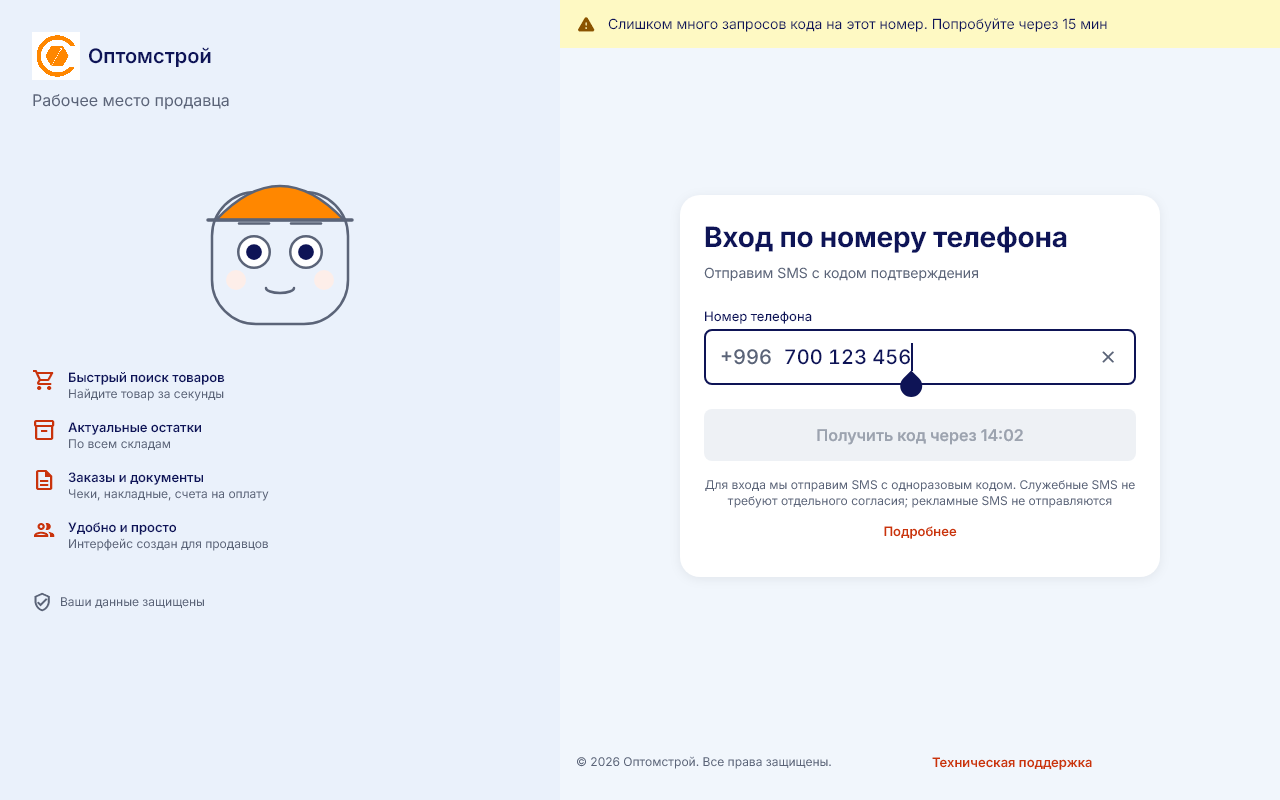 Оптомстрой
Рабочее место продавца
Быстрый поиск товаров
Найдите товар за секунды
Актуальные остатки
По всем складам
Заказы и документы
Чеки, накладные, счета на оплату
Удобно и просто
Интерфейс создан для продавцов
Ваши данные защищены
Слишком много запросов кода на этот номер. Попробуйте через 15 мин
Вход по номеру телефона
Отправим SMS с кодом подтверждения
Номер телефона
+996 700 123 456
Получить код через 14:02
Для входа мы отправим SMS с одноразовым кодом. Служебные SMS не
требуют отдельного согласия; рекламные SMS не отправляются
Подробнее
© 2026 Оптомстрой. Все права защищены.
Техническая поддержка